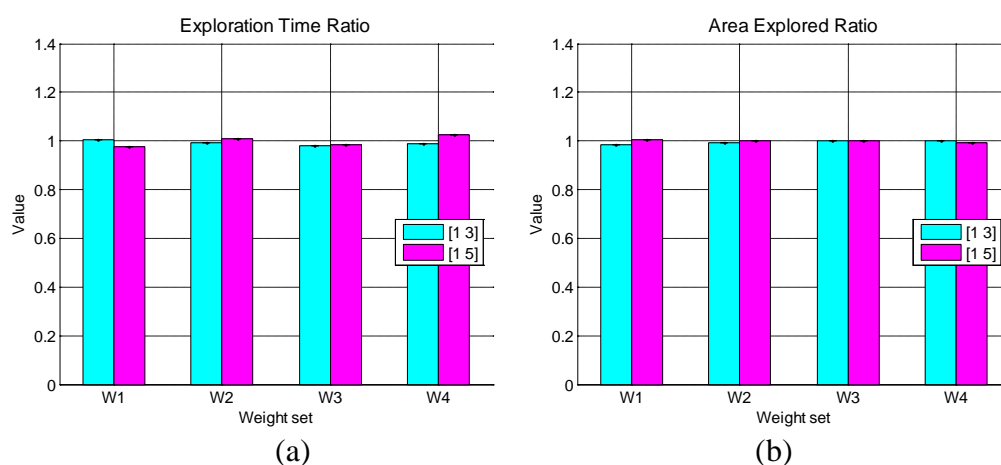 Exploration Time Ratio
1.4
1.2
1
0.8
0.6
0.4
0.2
0
Value
[1 3]
[1 5]
W1 W2 W3 W4
Weight set
(a)
Area Explored Ratio
1.4
1.2
1
0.8
0.6
0.4
0.2
0
Value
[1 3]
[1 5]
W1 W2 W3 W4
Weight set
(b)